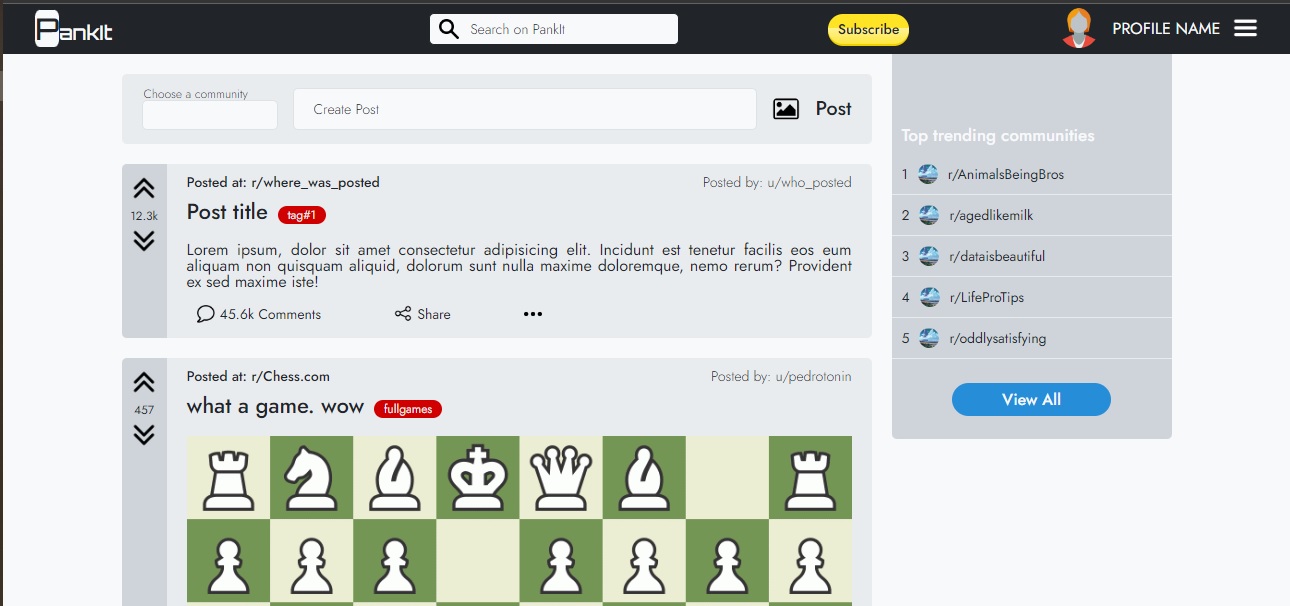 PankIt
Search on PankIt
Subscribe
PROFILE NAME
Choose a community
Create Post
Post
Posted at: r/where_was_posted
Posted by: u/who_posted
12.3k
Post title
tag#1
Lorem ipsum, dolor sit amet consectetur adipisicing elit. Incidunt est tenetur facilis eos eum
aliquam non quisquam aliquid, dolorum sunt nulla maxime doloremque, nemo rerum? Provident
ex sed maxime iste!
45.6k Comments
Share
Posted at: r/Chess.com
Posted by: u/pedrotonin
457
what a game. wow
fullgames
Top trending communities
1 r/AnimalsBeingBros
2 r/agedlikemilk
3 r/dataisbeautiful
4 r/LifeProTips
5 r/oddlysatisfying
View All